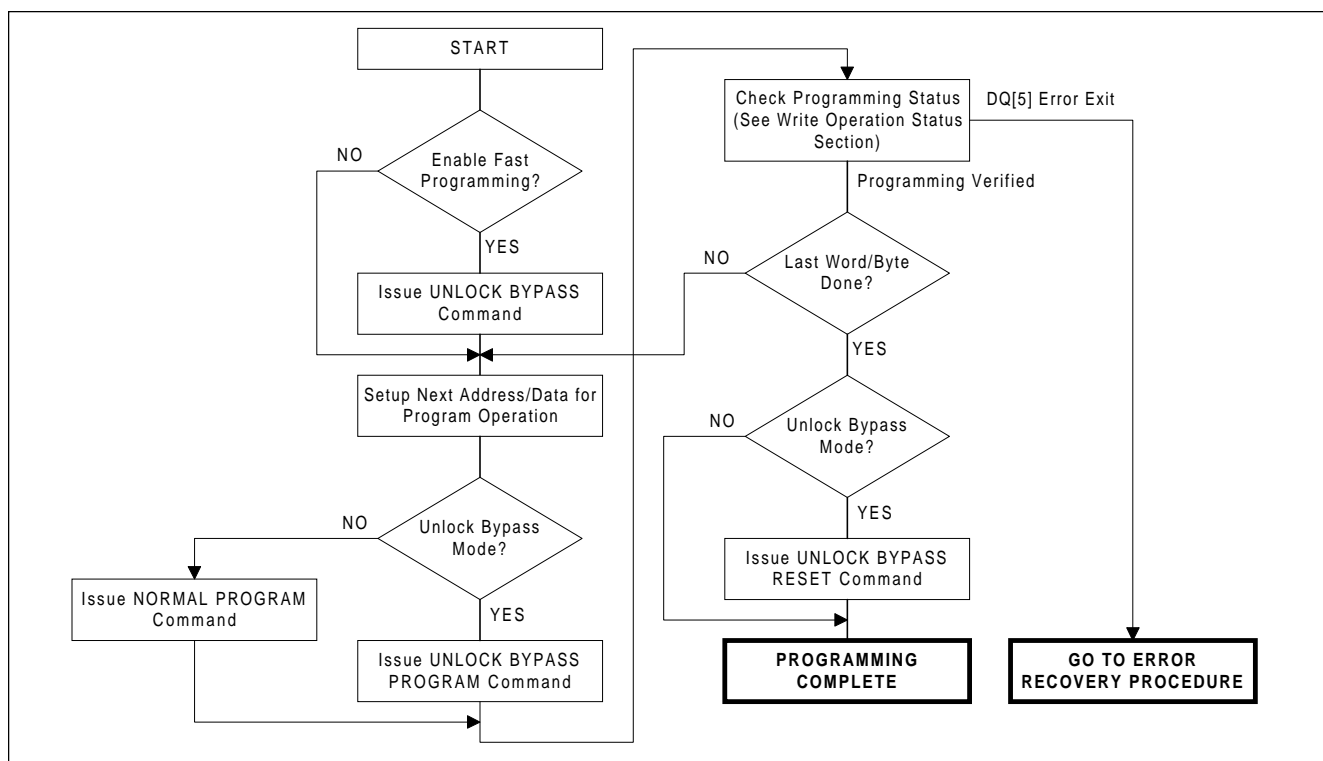 START
Enable Fast
Programming?
NO
YES
Issue UNLOCK BYPASS
Command
Setup Next Address/Data for
Program Operation
Unlock Bypass
Mode?
NO
YES
Issue NORMAL PROGRAM
Command
Issue UNLOCK BYPASS
PROGRAM Command
Check Programming Status
(See Write Operation Status
Section)
DQ[5] Error Exit
Programming Verified
Last Word/Byte
Done?
NO
YES
Unlock Bypass
Mode?
NO
YES
Issue UNLOCK BYPASS
RESET Command
PROGRAMMING
COMPLETE
GO TO ERROR
RECOVERY PROCEDURE